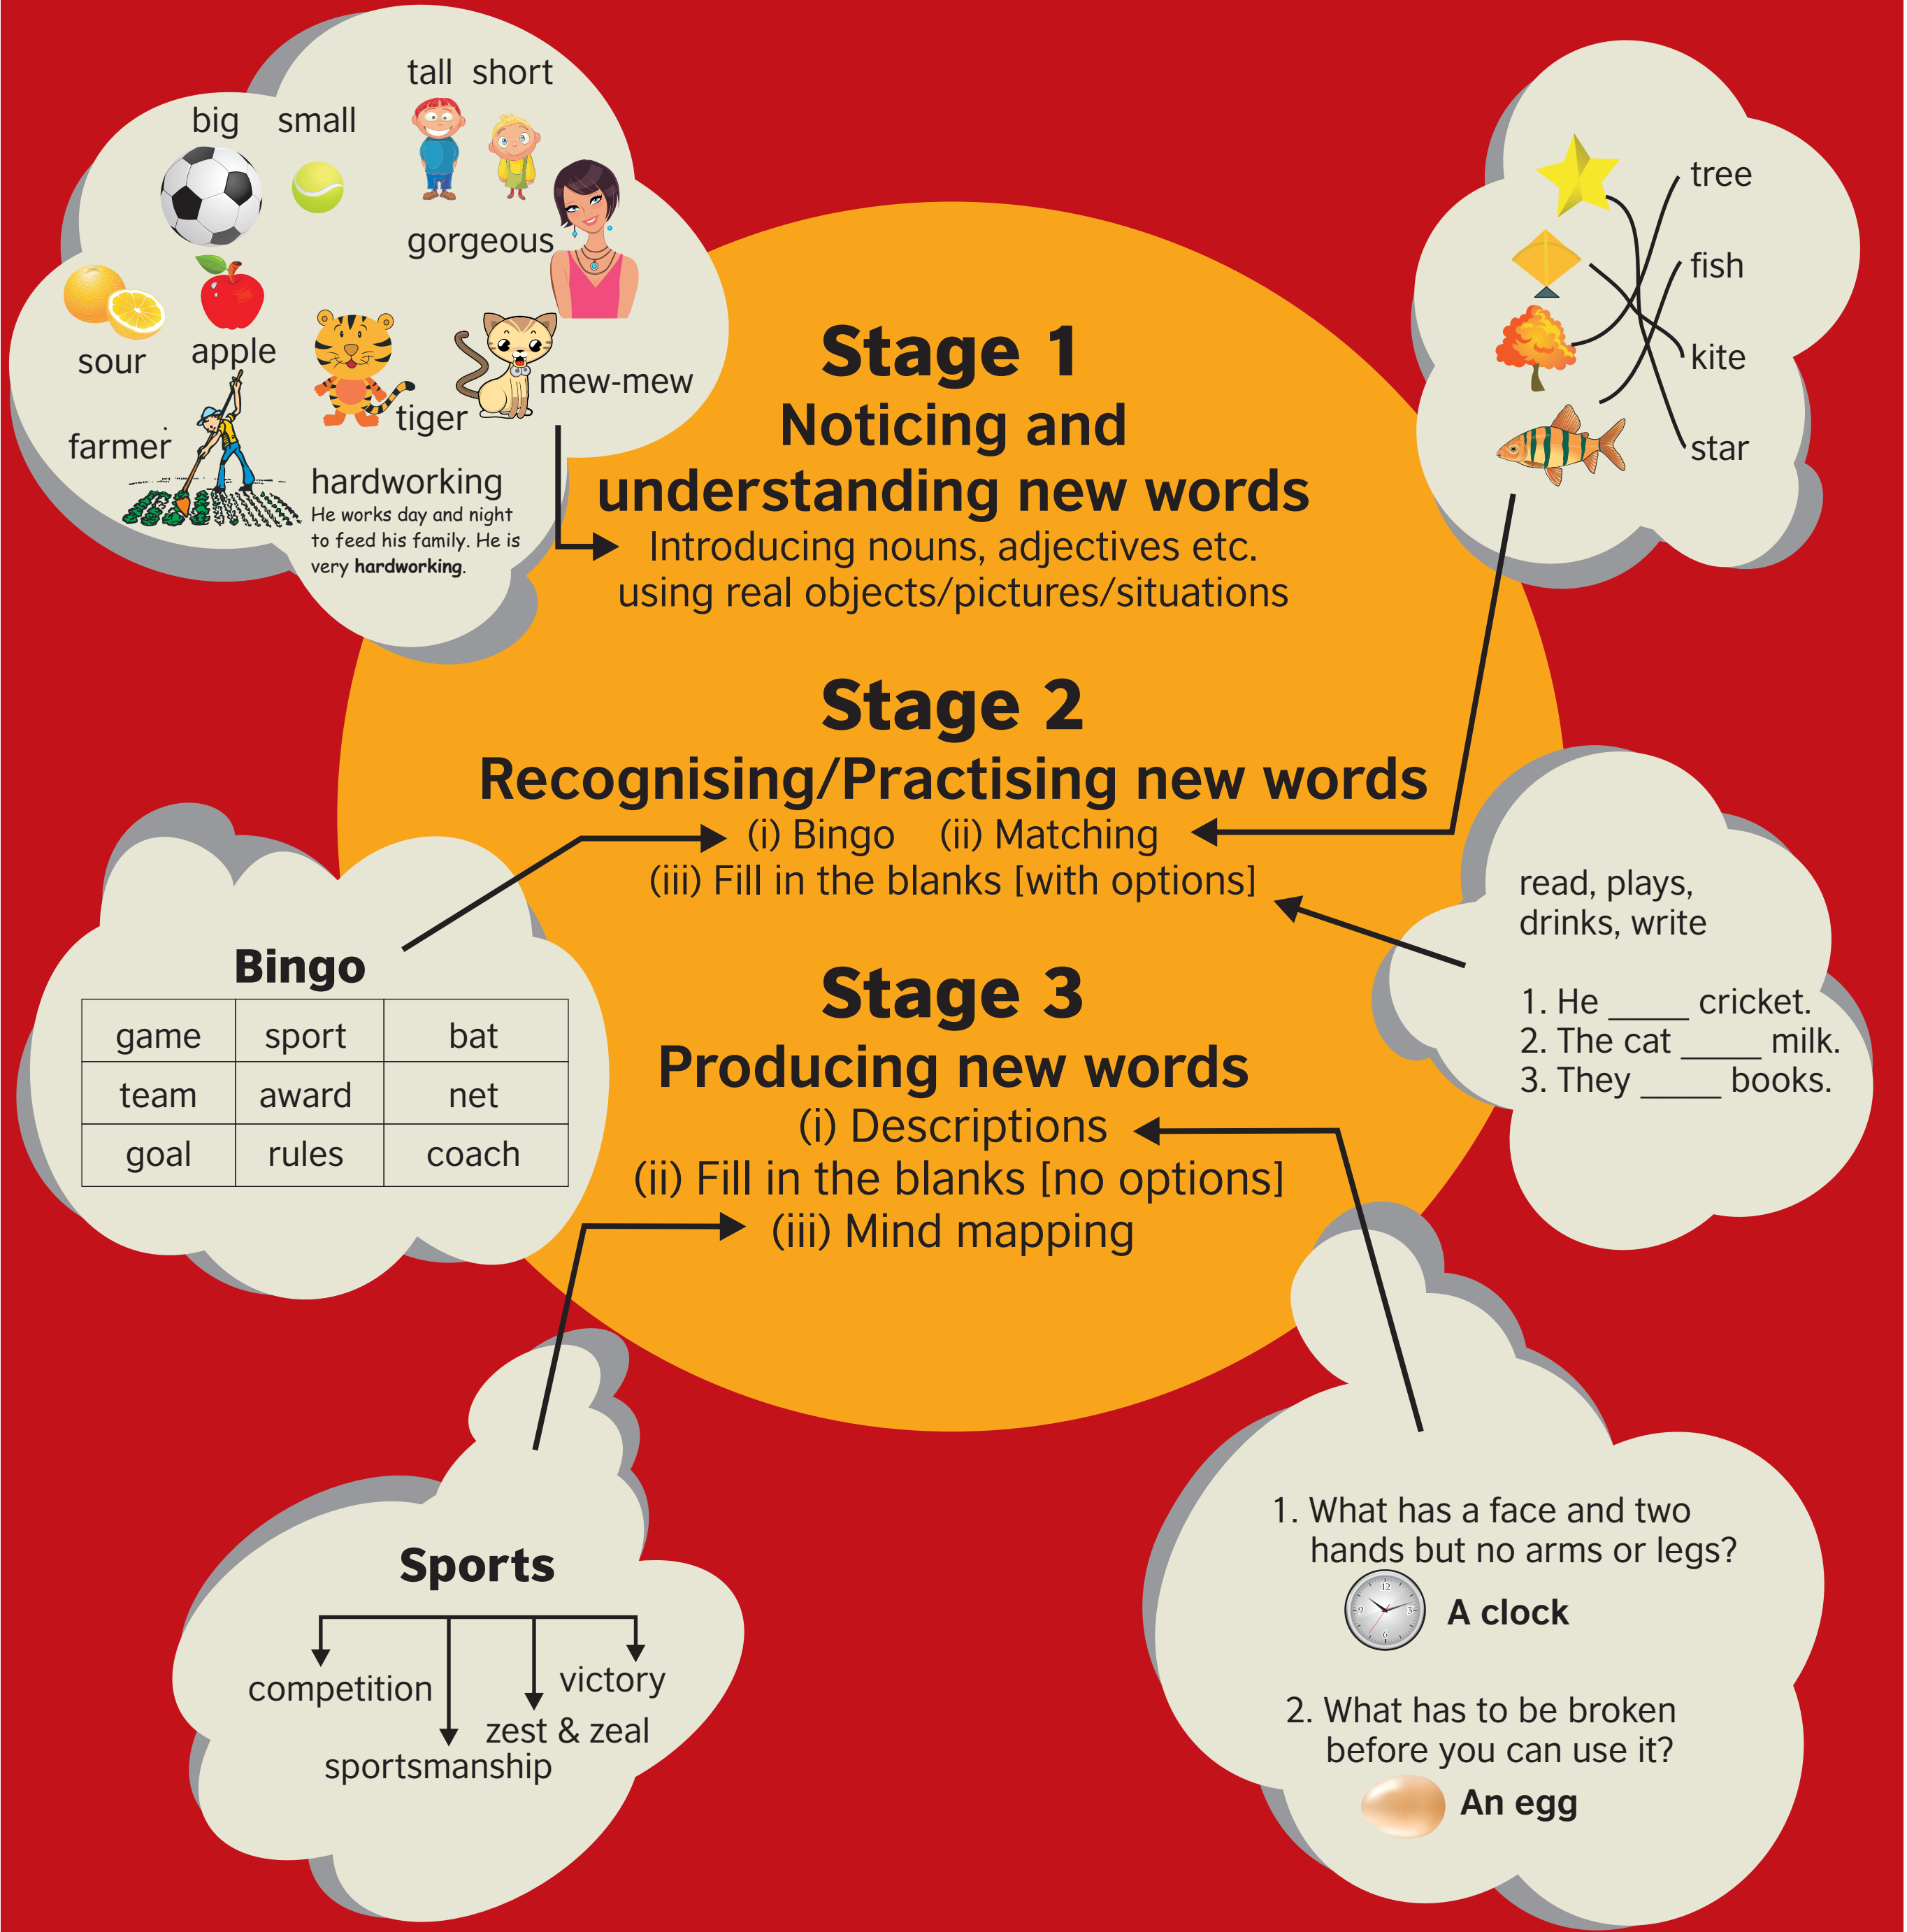 tall short
big small
gorgeous
sour apple
mew-mew
tiger
farmer
hardworking
He works day and night
to feed his family. He is
very hardworking.
Stage 1
Noticing and
understanding new words
Introducing nouns, adjectives etc.
using real objects/pictures/situations
tree
fish
kite
star
Stage 2
Recognising/Practising new words
(i) Bingo (ii) Matching
(iii) Fill in the blanks [with options]
Bingo
game sport bat
team award net
goal rules coach
read, plays,
drinks, write
1. He _____ cricket.
2. The cat _____ milk.
3. They _____ books.
Stage 3
Producing new words
(i) Descriptions
(ii) Fill in the blanks [no options]
(iii) Mind mapping
Sports
competition
victory
zest & zeal
sportsmanship
1. What has a face and two
hands but no arms or legs?
12
9 3
6
A clock
2. What has to be broken
before you can use it?
An egg